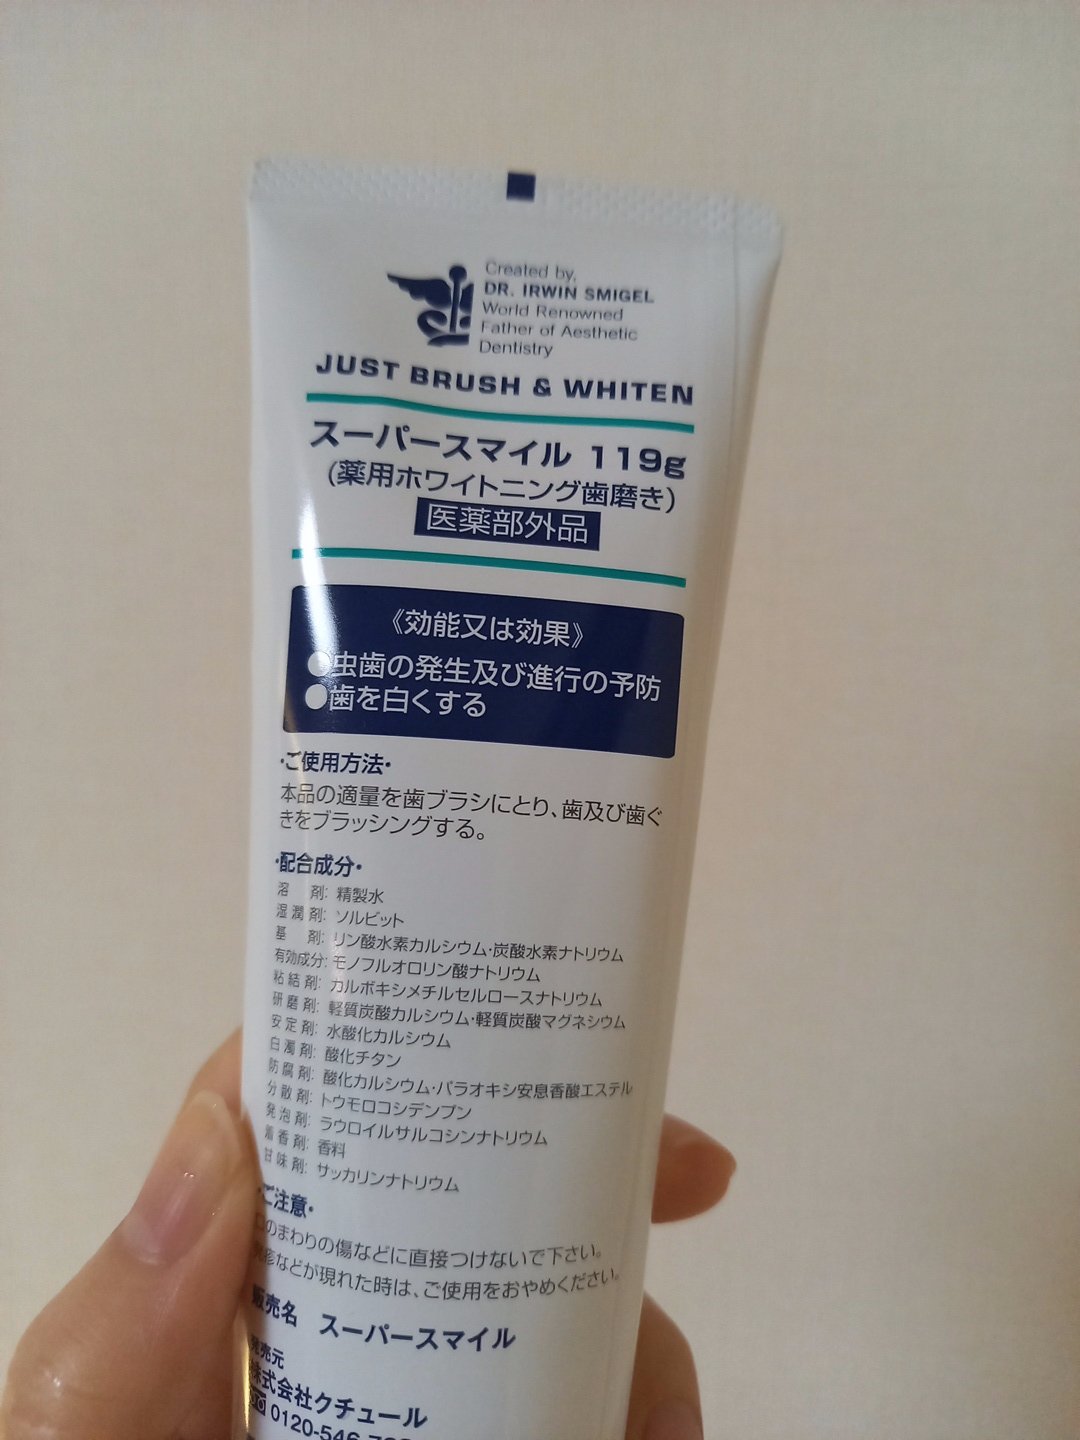 Created by,
DR. IRWIN SMIGEL
World Renowned
Father of Aesthetic
Dentistry
JUST BRUSH & WHITEN
スーパースマイル 119g
(薬用ホワイトニング歯磨き)
医薬部外品
《効能又は効果》
●虫歯の発生及び進行の予防
●歯を白くする
・ご使用方法・
本品の適量を歯ブラシにとり、歯及び歯ぐ
きをブラッシングする。
・配合成分・
溶 剤: 精製水
湿潤剤: ソルビット
基 剤: リン酸水素カルシウム・炭酸水素ナトリウム
有効成分: モノフルオロリン酸ナトリウム
粘結剤: カルボキシメチルセルロースナトリウム
研磨剤: 軽質炭酸カルシウム・軽質炭酸マグネシウム
安定剤: 水酸化カルシウム
白濁剤: 酸化チタン
防腐剤: 酸化カルシウム・パラオキシ安息香酸エステル
分散剤: トウモロコシデンプン
発泡剤: ラウロイルサルコシンナトリウム
着香剤: 香料
甘味剤: サッカリンナトリウム
・ご注意・
口のまわりの傷などに直接つけないで下さい。
発疹などが現れた時は、ご使用をおやめください。
販売名 スーパースマイル
発売元
株式会社クチュール
0120-546-